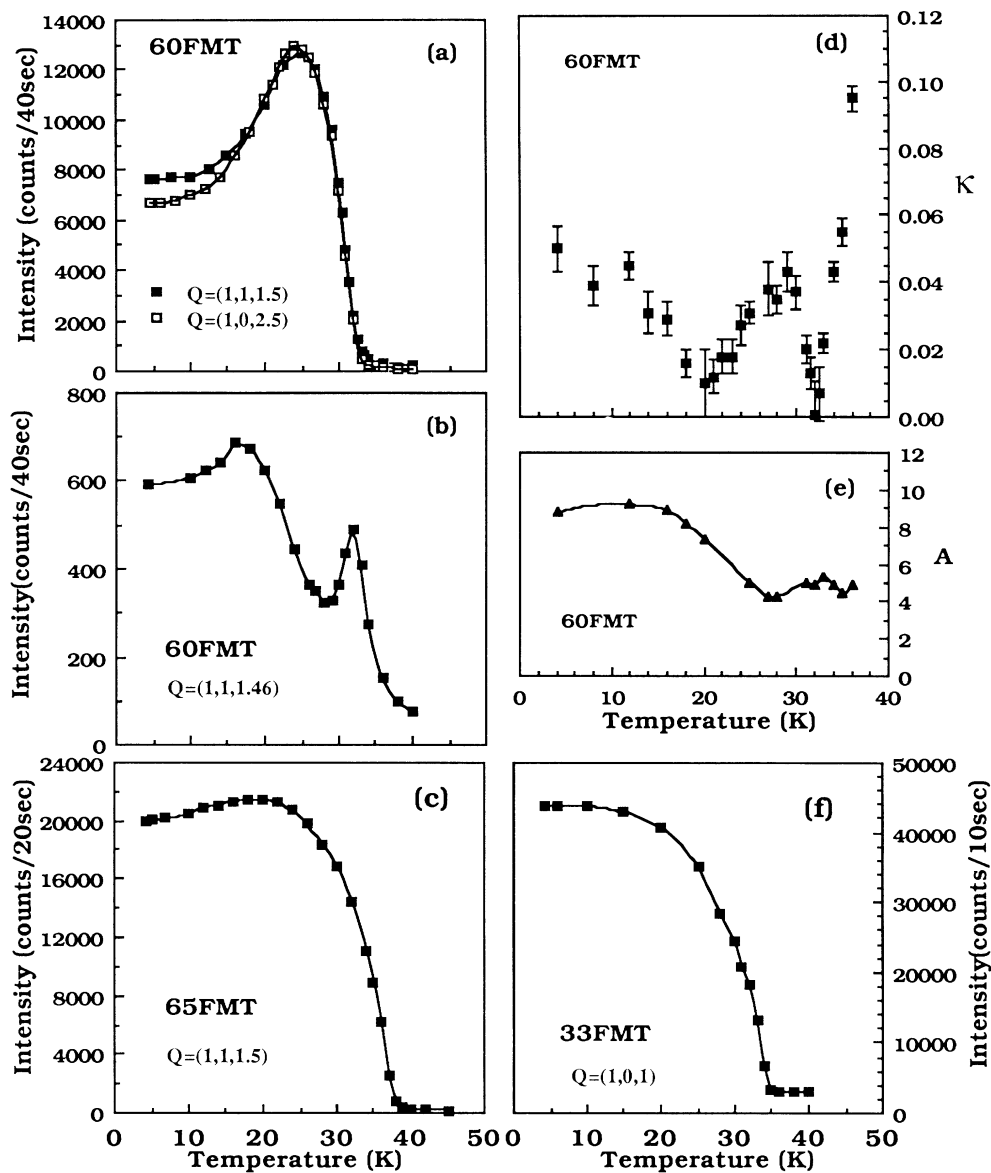 14000
12000
10000
8000
6000
4000
2000
0
Intensity (counts/40sec)
60FMT
(a)
Q=(1,1,1.5)
Q=(1,0,2.5)
800
600
400
200
0
Intensity(counts/40sec)
(b)
60FMT
Q=(1,1,1.46)
24000
20000
16000
12000
8000
4000
0
Intensity (counts/20sec)
(c)
65FMT
Q=(1,1,1.5)
0 10 20 30 40 50
Temperature (K)
60FMT
(d)
0.12
0.10
0.08
0.06
0.04
0.02
0.00
κ
(e)
60FMT
12
10
8
6
4
2
0
A
0 10 20 30 40
Temperature (K)
(f)
33FMT
Q=(1,0,1)
50000
40000
30000
20000
10000
0
Intensity(counts/10sec)
0 10 20 30 40 50
Temperature (K)